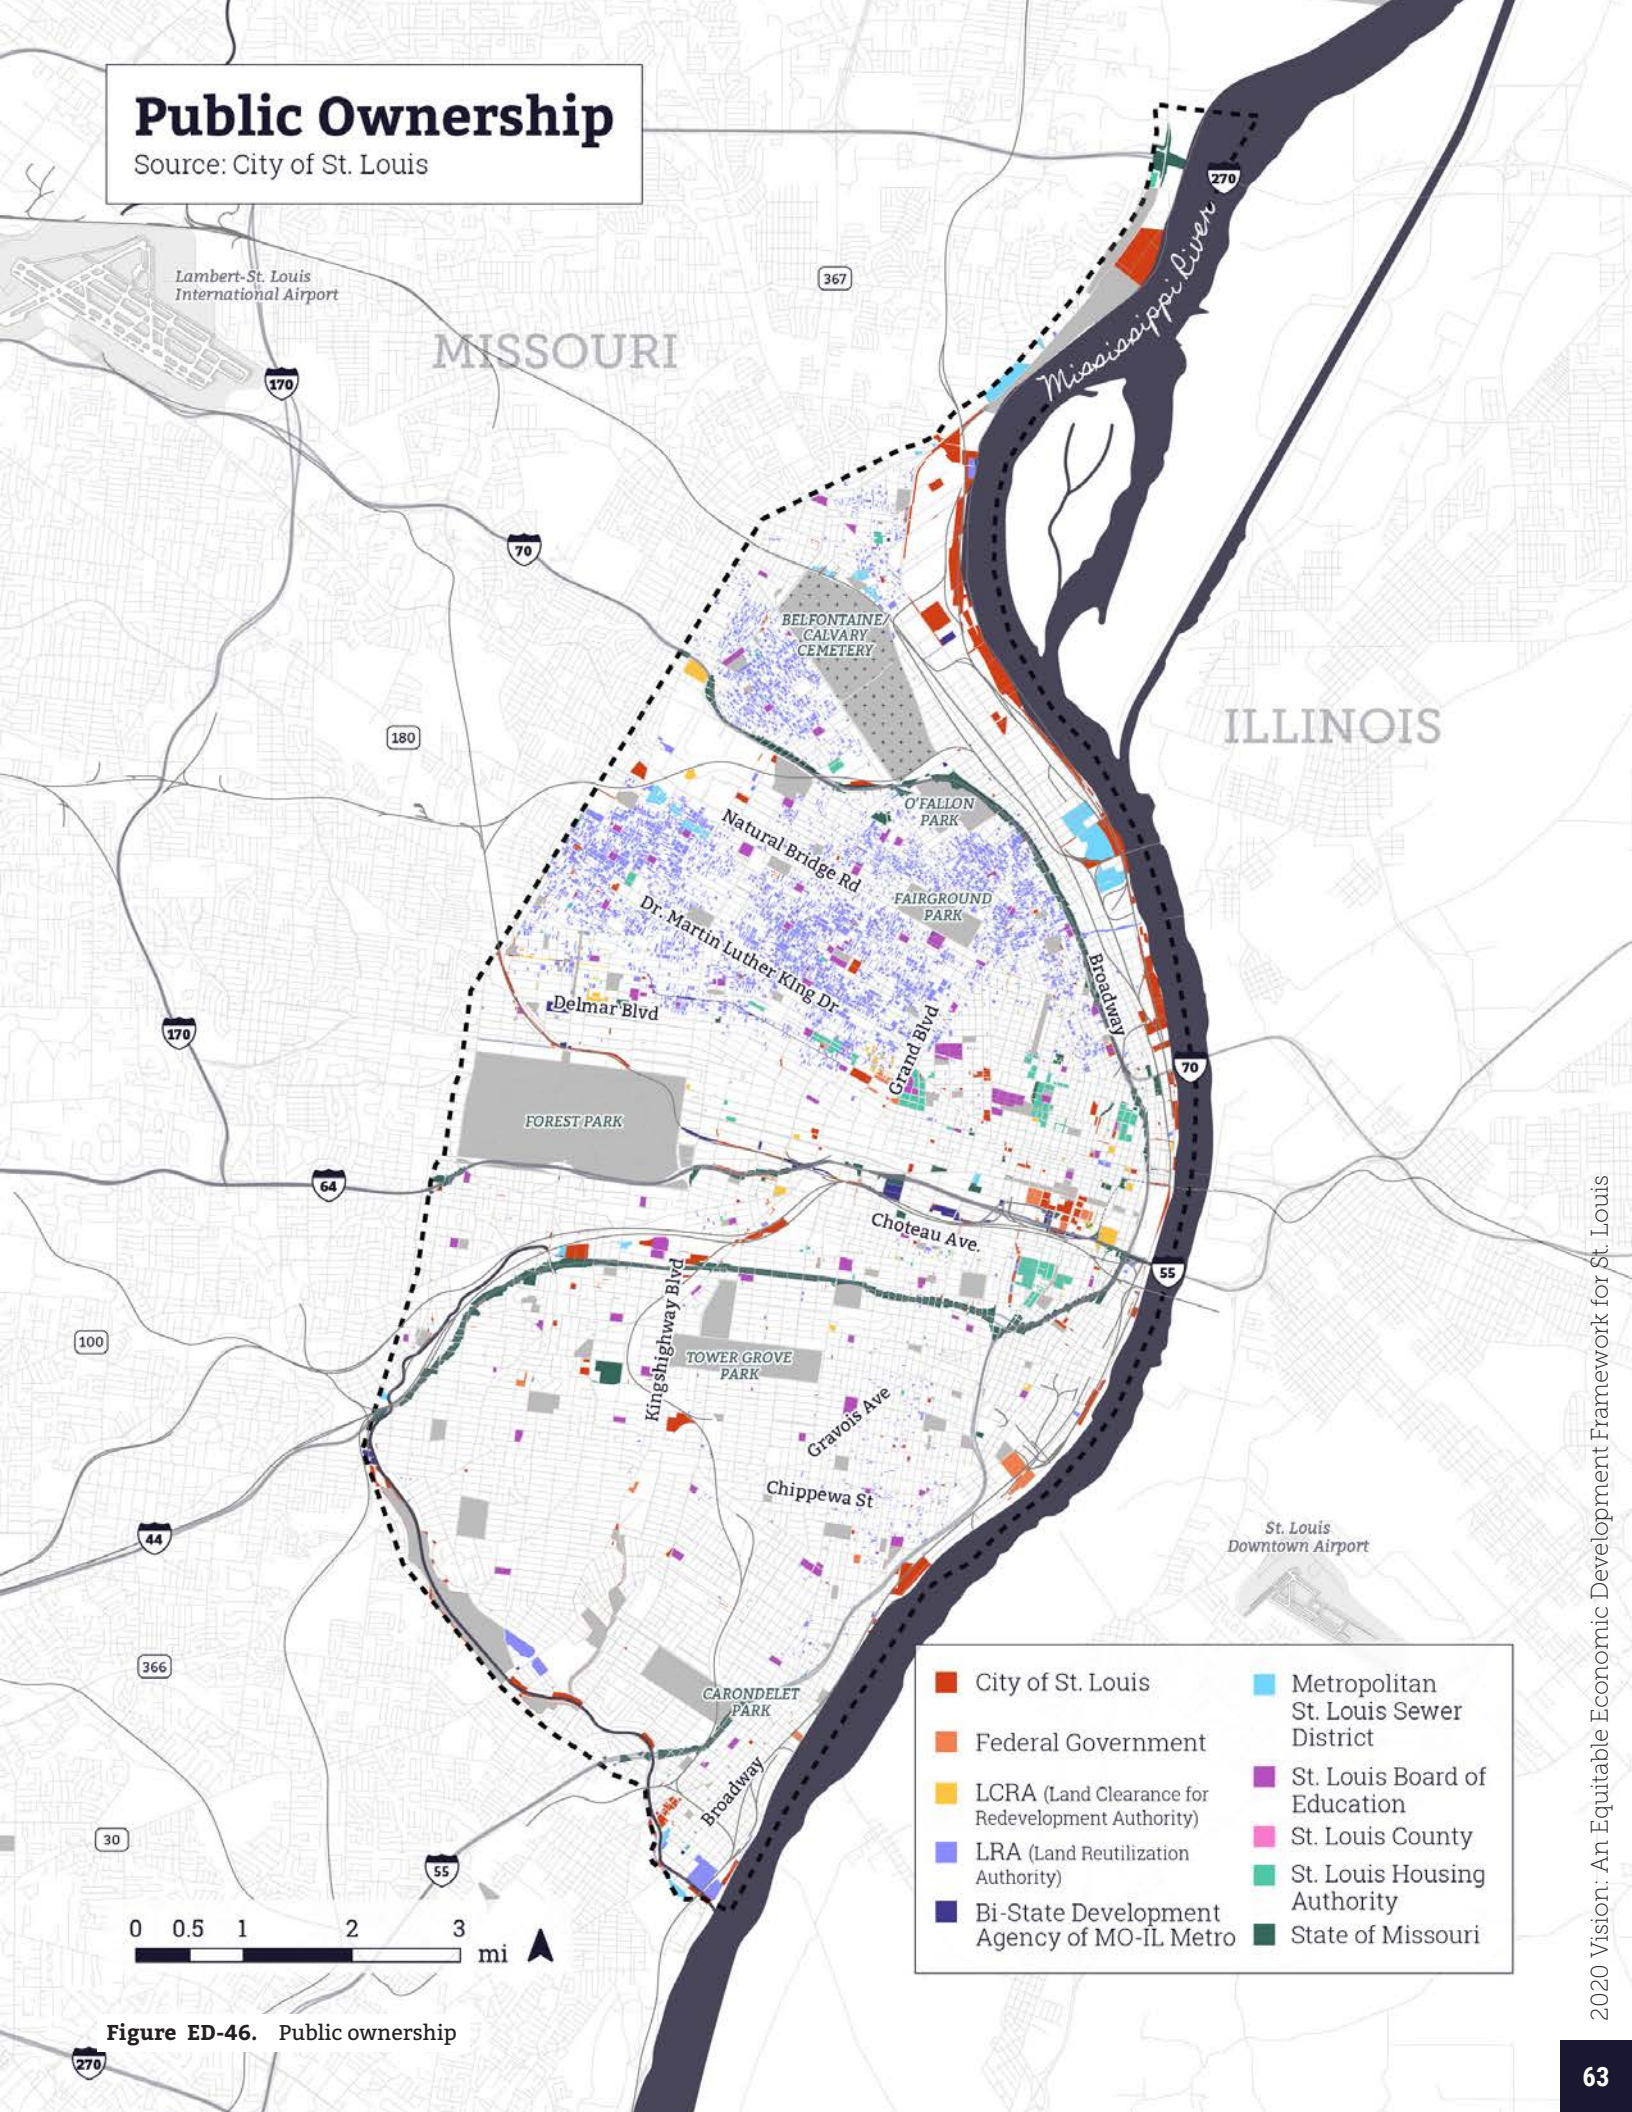 Public Ownership
Source: City of St. Louis
270
Mississippi River
Lambert-St. Louis
International Airport
367
MISSOURI
170
70
BELFONTAINE/
CALVARY
CEMETERY
180
ILLINOIS
O'FALLON
PARK
Natural Bridge Rd
FAIRGROUND
PARK
Dr. Martin Luther KIng Dr
Broadway
Delmar Blvd
Grand Blvd
170
70
FOREST PARK
64
Choteau Ave.
55
Kingshighway Blvd
100
TOWER GROVE
PARK
Gravois Ave
Chippewa St
44
St. Louis
Downtown Airport
366
CARONDELET
PARK
Broadway
30
55
City of St. Louis
Federal Government
LCRA (Land Clearance for
Redevelopment Authority)
LRA (Land Reutilization
Authority)
Bi-State Development
Agency of MO-IL Metro
Metropolitan
St. Louis Sewer
District
St. Louis Board of
Education
St. Louis County
St. Louis Housing
Authority
State of Missouri
0 0.5 1 2 3
mi
Figure ED-46. Public ownership
270
2020 Vision: An Equitable Economic Development Framework for St. Louis
63